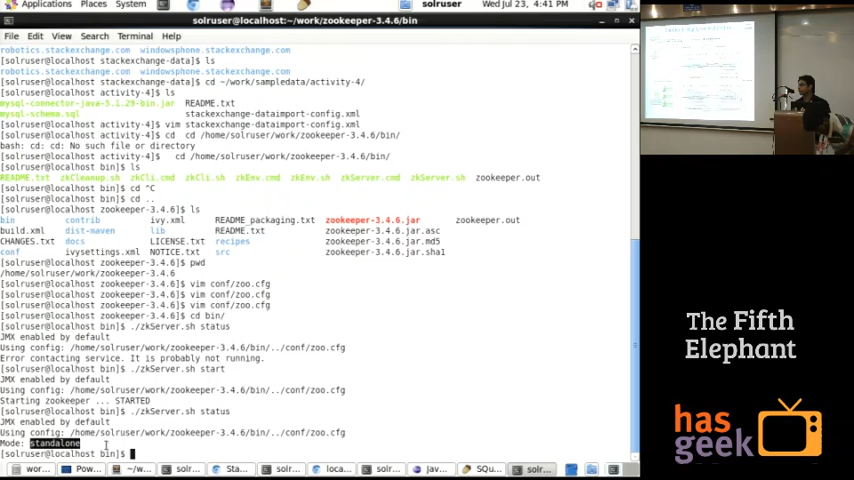 Applications Places System solruser Wed Jul 23, 4:41 PM
solruser@localhost:~/work/zookeeper-3.4.6/bin
File Edit View Search Terminal Help
robotics.stackexchange.com windowsphone.stackexchange.com
[solruser@localhost stackexchange-data]$ ls
robotics.stackexchange.com windowsphone.stackexchange.com
[solruser@localhost stackexchange-data]$ cd ~/work/sampledata/activity-4/
[solruser@localhost activity-4]$ ls
mysql-connector-java-5.1.29-bin.jar README.txt
mysql-schema.sql stackexchange-dataimport-config.xml
[solruser@localhost activity-4]$ vim stackexchange-dataimport-config.xml
[solruser@localhost activity-4]$ cd cd /home/solruser/work/zookeeper-3.4.6/bin/
bash: cd: cd: No such file or directory
[solruser@localhost activity-4]$ cd /home/solruser/work/zookeeper-3.4.6/bin/
[solruser@localhost bin]$ ls
README.txt zkCleanup.sh zkCli.cmd zkCli.sh zkEnv.cmd zkEnv.sh zkServer.cmd zkServer.sh zookeeper.out
[solruser@localhost bin]$ cd ^C
[solruser@localhost bin]$ cd ..
[solruser@localhost zookeeper-3.4.6]$ ls
bin contrib ivy.xml README_packaging.txt zookeeper-3.4.6.jar zookeeper.out
build.xml dist-maven lib README.txt zookeeper-3.4.6.jar.asc
CHANGES.txt docs LICENSE.txt recipes zookeeper-3.4.6.jar.md5
conf ivysettings.xml NOTICE.txt src zookeeper-3.4.6.jar.sha1
[solruser@localhost zookeeper-3.4.6]$ pwd
/home/solruser/work/zookeeper-3.4.6
[solruser@localhost zookeeper-3.4.6]$ vim conf/zoo.cfg
[solruser@localhost zookeeper-3.4.6]$ vim conf/zoo.cfg
[solruser@localhost zookeeper-3.4.6]$ vim conf/zoo.cfg
[solruser@localhost zookeeper-3.4.6]$ cd bin/
[solruser@localhost bin]$ ./zkServer.sh status
JMX enabled by default
Using config: /home/solruser/work/zookeeper-3.4.6/bin/../conf/zoo.cfg
Error contacting service. It is probably not running.
[solruser@localhost bin]$ ./zkServer.sh start
JMX enabled by default
Using config: /home/solruser/work/zookeeper-3.4.6/bin/../conf/zoo.cfg
Starting zookeeper ... STARTED
[solruser@localhost bin]$ ./zkServer.sh status
JMX enabled by default
Using config: /home/solruser/work/zookeeper-3.4.6/bin/../conf/zoo.cfg
Mode: standalone
[solruser@localhost bin]$
wor... Pow... ~/w... solr... Sta... solr... loca... solr... Java... SQu... solr...
The Fifth
Elephant
has
geek